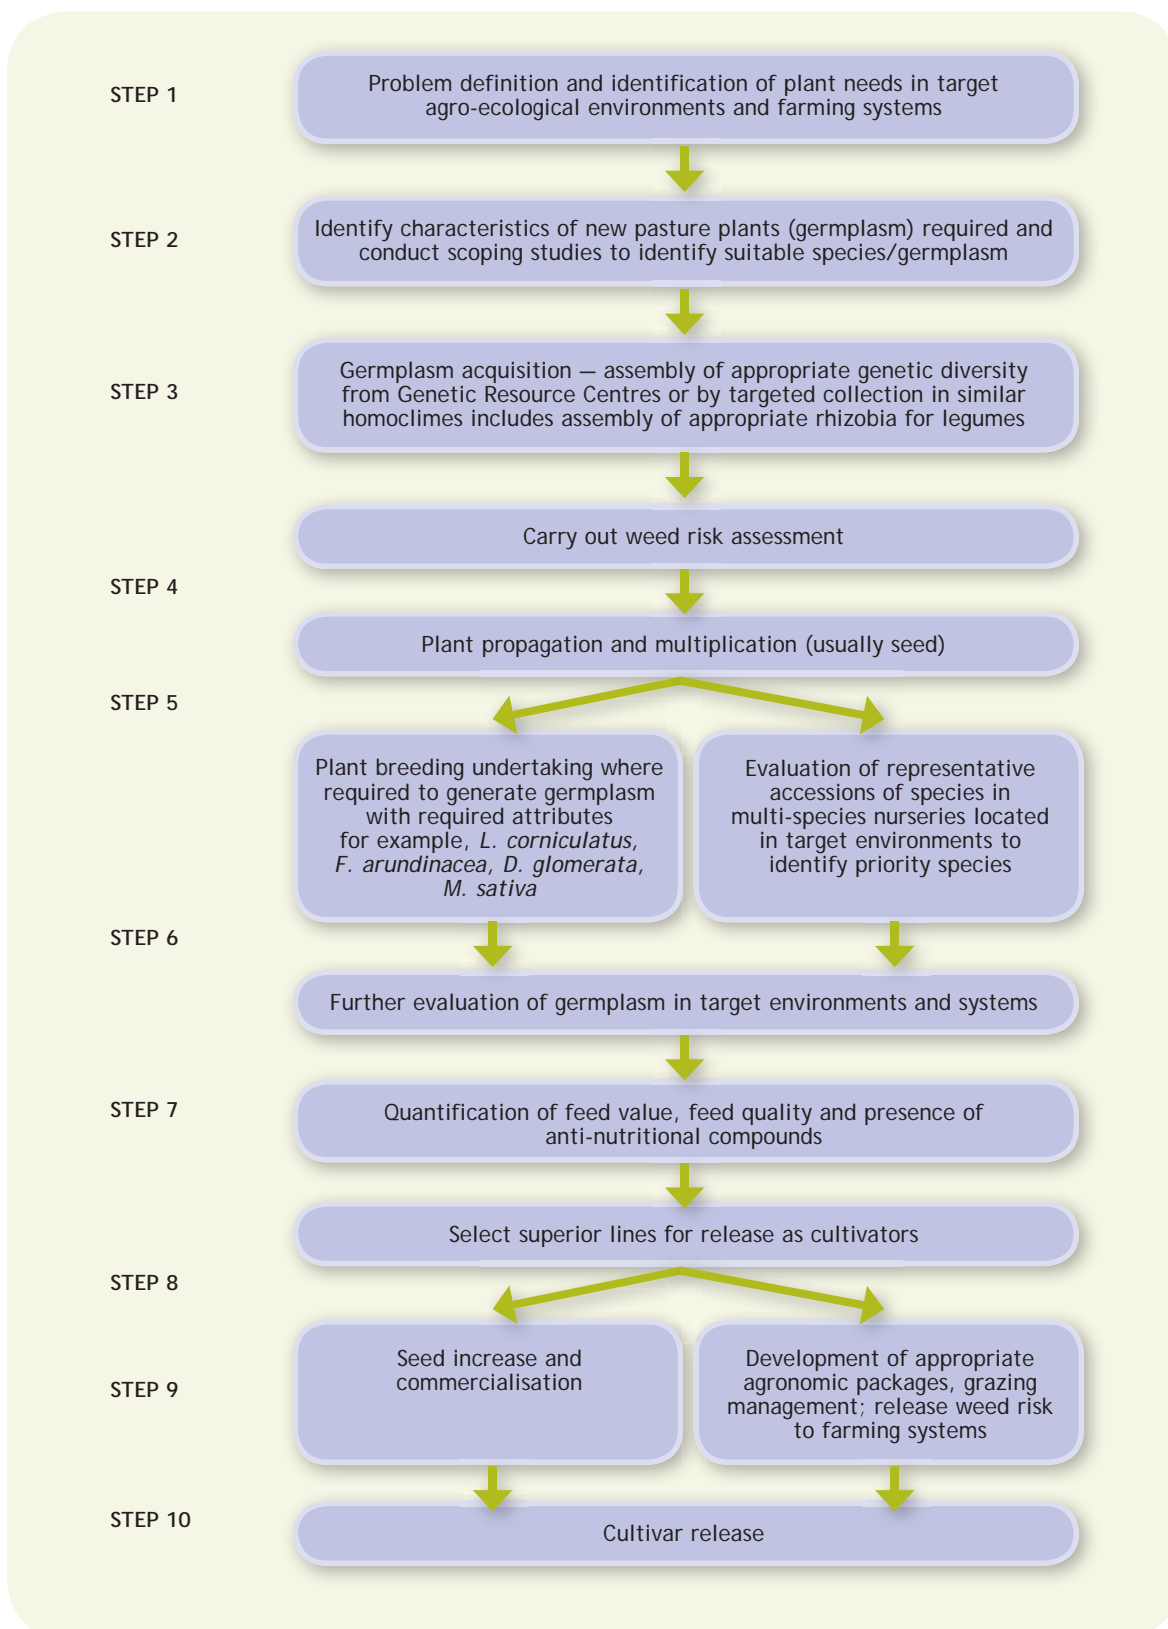 STEP 1
Problem definition and identification of plant needs in target
agro-ecological environments and farming systems
STEP 2
Identify characteristics of new pasture plants (germplasm) required and
conduct scoping studies to identify suitable species/germplasm
STEP 3
Germplasm acquisition — assembly of appropriate genetic diversity
from Genetic Resource Centres or by targeted collection in similar
homoclimes includes assembly of appropriate rhizobia for legumes
Carry out weed risk assessment
STEP 4
Plant propagation and multiplication (usually seed)
STEP 5
Plant breeding undertaking where
required to generate germplasm
with required attributes
for example, L. corniculatus,
F. arundinacea, D. glomerata,
M. sativa
Evaluation of representative
accessions of species in
multi-species nurseries located
in target environments to
identify priority species
STEP 6
Further evaluation of germplasm in target environments and systems
STEP 7
Quantification of feed value, feed quality and presence of
anti-nutritional compounds
Select superior lines for release as cultivators
STEP 8
STEP 9
Seed increase and
commercialisation
Development of appropriate
agronomic packages, grazing
management; release weed risk
to farming systems
STEP 10
Cultivar release